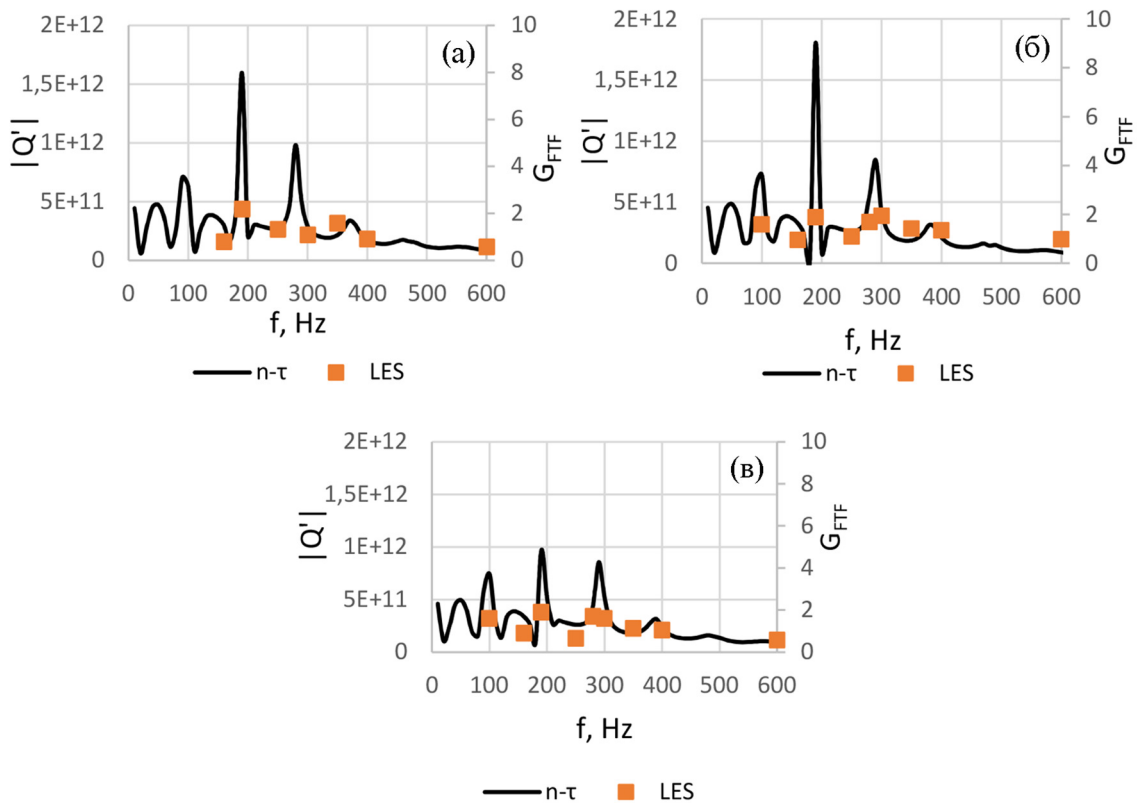 2E+12
1,5E+12
1E+12
5E+11
0
|Q'|
10
8
6
4
2
0
G_FTF
(а)
0 100 200 300 400 500 600
f, Hz
n-τ LES
2E+12
1,5E+12
1E+12
5E+11
0
|Q'|
10
8
6
4
2
0
G_FTF
(б)
0 100 200 300 400 500 600
f, Hz
n-τ LES
2E+12
1,5E+12
1E+12
5E+11
0
|Q'|
10
8
6
4
2
0
G_FTF
(в)
0 100 200 300 400 500 600
f, Hz
n-τ LES